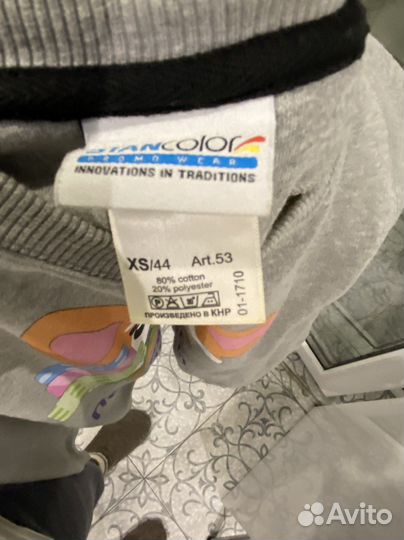 STANCOLOR
PROMO WEAR
INNOVATIONS IN TRADITIONS
XS/44 Art.53
80% cotton
20% polyester
ПРОИЗВЕДЕНО В КНР
01-1710
Avito